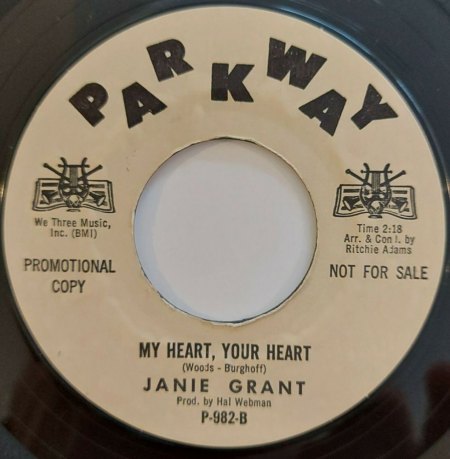 PARKWAY
We Three Music,
Inc. (BMI)
PROMOTIONAL
COPY
Time 2:18
Arr. & Cond. by
Ritchie Adams
NOT FOR SALE
MY HEART, YOUR HEART
(Woods - Burghoff)
JANIE GRANT
Prod. by Hal Webman
P-982-B